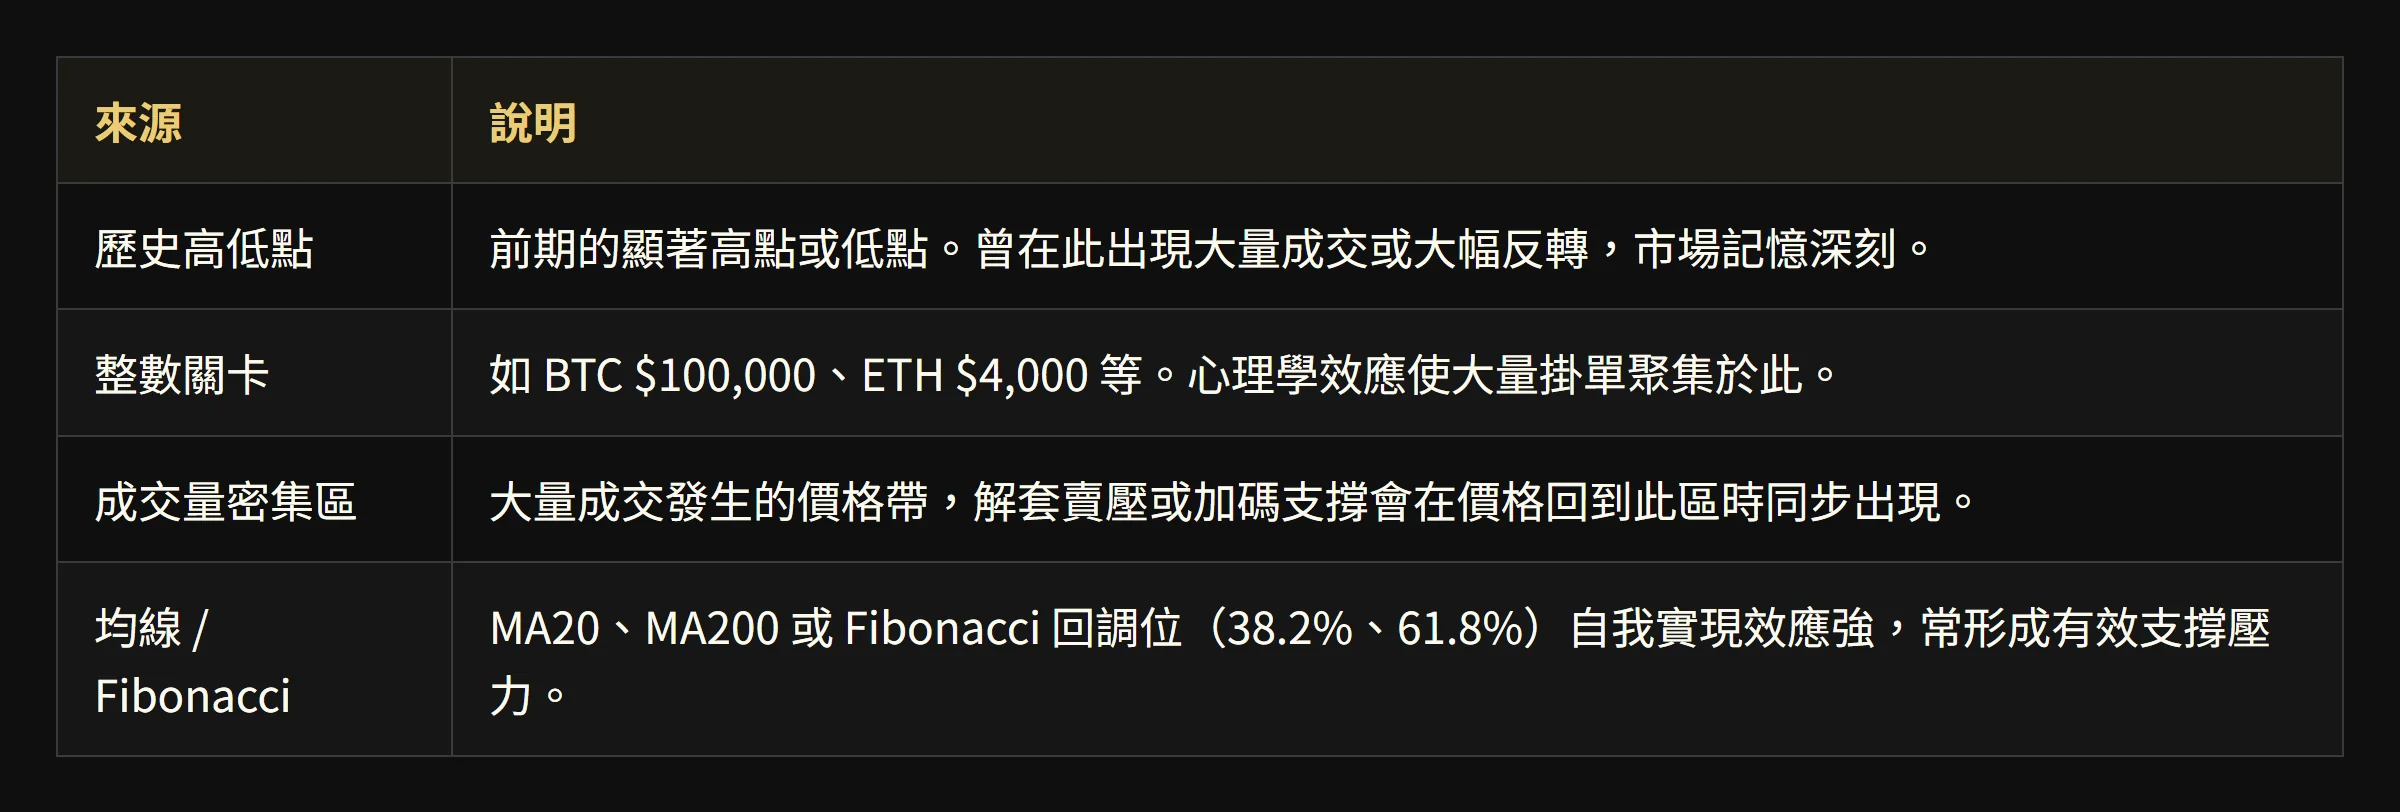 來源
說明
歷史高低點
前期的顯著高點或低點。曾在此出現大量成交或大幅反轉，市場記憶深刻。
整數關卡
如 BTC $100,000、ETH $4,000 等。心理學效應使大量掛單聚集於此。
成交量密集區
大量成交發生的價格帶，解套賣壓或加碼支撐會在價格回到此區時同步出現。
均線 /
Fibonacci
MA20、MA200 或 Fibonacci 回調位（38.2%、61.8%）自我實現效應強，常形成有效支撐壓
力。